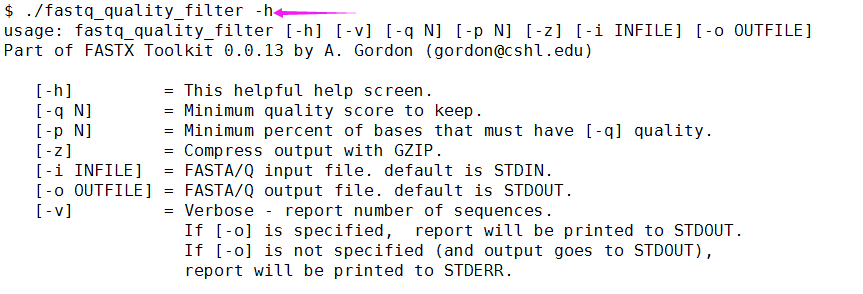 $ ./fastq_quality_filter -h
usage: fastq_quality_filter [-h] [-v] [-q N] [-p N] [-z] [-i INFILE] [-o OUTFILE]
Part of FASTX Toolkit 0.0.13 by A. Gordon (gordon@cshl.edu)

   [-h]         = This helpful help screen.
   [-q N]       = Minimum quality score to keep.
   [-p N]       = Minimum percent of bases that must have [-q] quality.
   [-z]         = Compress output with GZIP.
   [-i INFILE]  = FASTA/Q input file. default is STDIN.
   [-o OUTFILE] = FASTA/Q output file. default is STDOUT.
   [-v]         = Verbose - report number of sequences.
                  If [-o] is specified,  report will be printed to STDOUT.
                  If [-o] is not specified (and output goes to STDOUT),
                  report will be printed to STDERR.